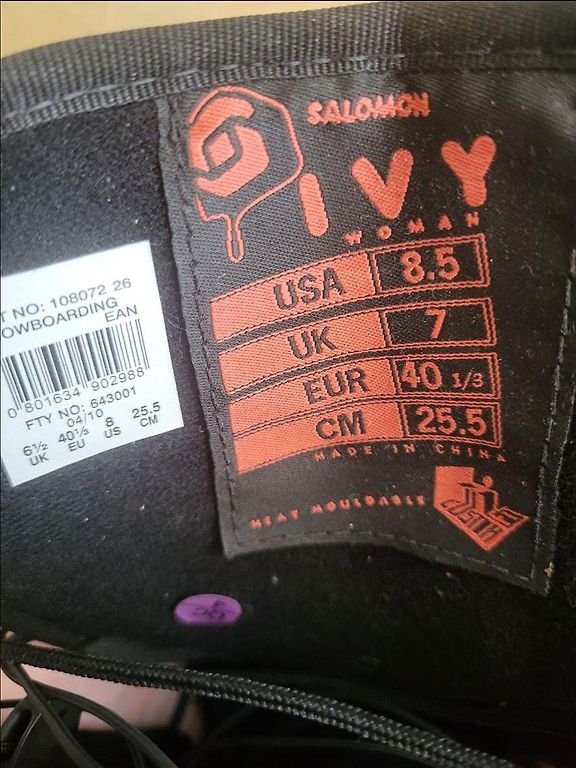 SALOMON
IVY
WOMAN
USA 8.5
UK 7
EUR 40 1/3
CM 25.5
MADE IN CHINA
HEAT MOULDABLE
CUSTOM
T NO: 108072 26
OWBOARDING
EAN
0 801634 902988
FTY NO: 643001
04/10
6½ 40⅓ 8 25.5
UK EU US CM